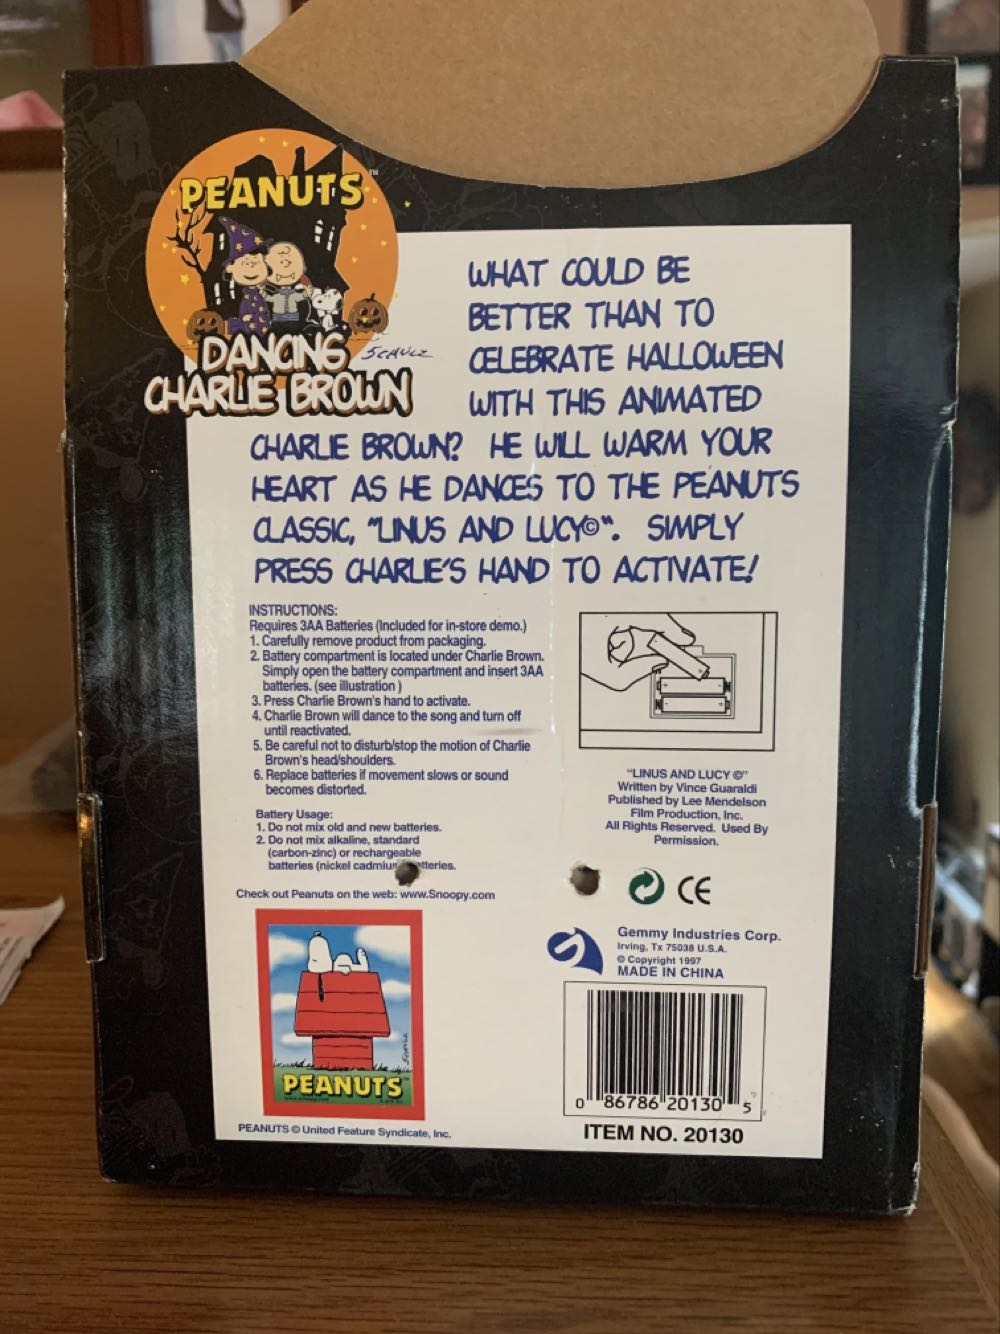 PEANUTS™
DANCING
CHARLIE BROWN
SCHULZ
WHAT COULD BE
BETTER THAN TO
CELEBRATE HALLOWEEN
WITH THIS ANIMATED
CHARLIE BROWN? HE WILL WARM YOUR
HEART AS HE DANCES TO THE PEANUTS
CLASSIC, "LINUS AND LUCY©". SIMPLY
PRESS CHARLIE'S HAND TO ACTIVATE!
INSTRUCTIONS:
Requires 3AA Batteries (Included for in-store demo.)
1. Carefully remove product from packaging.
2. Battery compartment is located under Charlie Brown.
Simply open the battery compartment and insert 3AA
batteries. (see illustration )
3. Press Charlie Brown's hand to activate.
4. Charlie Brown will dance to the song and turn off
until reactivated.
5. Be careful not to disturb/stop the motion of Charlie
Brown's head/shoulders.
6. Replace batteries if movement slows or sound
becomes distorted.
Battery Usage:
1. Do not mix old and new batteries.
2. Do not mix alkaline, standard
(carbon-zinc) or rechargeable
batteries (nickel
Check out Peanuts on the web: www.Snoopy.com
"LINUS AND LUCY ©"
Written by Vince Guaraldi
Published by Lee Mendelson
Film Production, Inc.
All Rights Reserved. Used By
Permission.
CE
Gemmy Industries Corp.
Irving, Tx 75038 U.S.A.
© Copyright 1997
MADE IN CHINA
SCHULZ
PEANUTS
PEANUTS © United Feature Syndicate, Inc.
0 86786 20130 5
ITEM NO. 20130